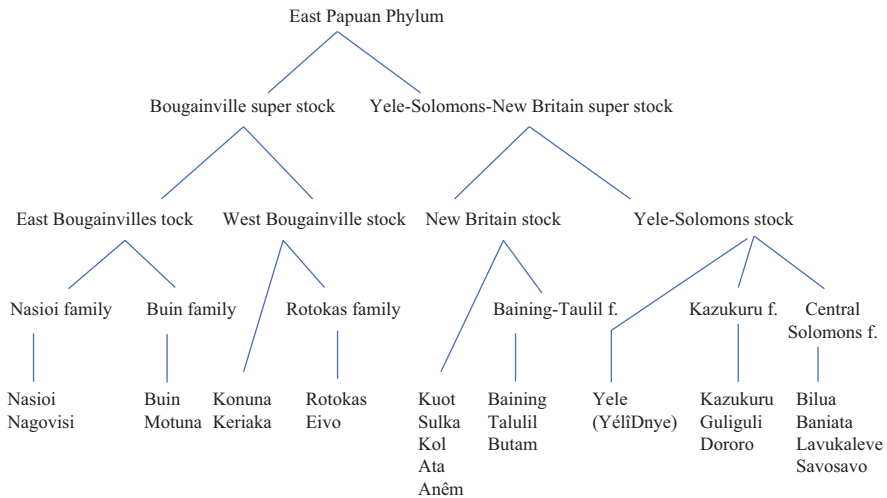 East Papuan Phylum
Bougainville super stock
Yele-Solomons-New Britain super stock
East Bougainvilles tock
West Bougainville stock
New Britain stock
Yele-Solomons stock
Nasioi family
Buin family
Rotokas family
Baining-Taulil f.
Kazukuru f.
Central
Solomons f.
Nasioi
Nagovisi
Buin
Motuna
Konuna
Keriaka
Rotokas
Eivo
Kuot
Sulka
Kol
Ata
Anêm
Baining
Talulil
Butam
Yele
(YélîDnye)
Kazukuru
Guliguli
Dororo
Bilua
Baniata
Lavukaleve
Savosavo